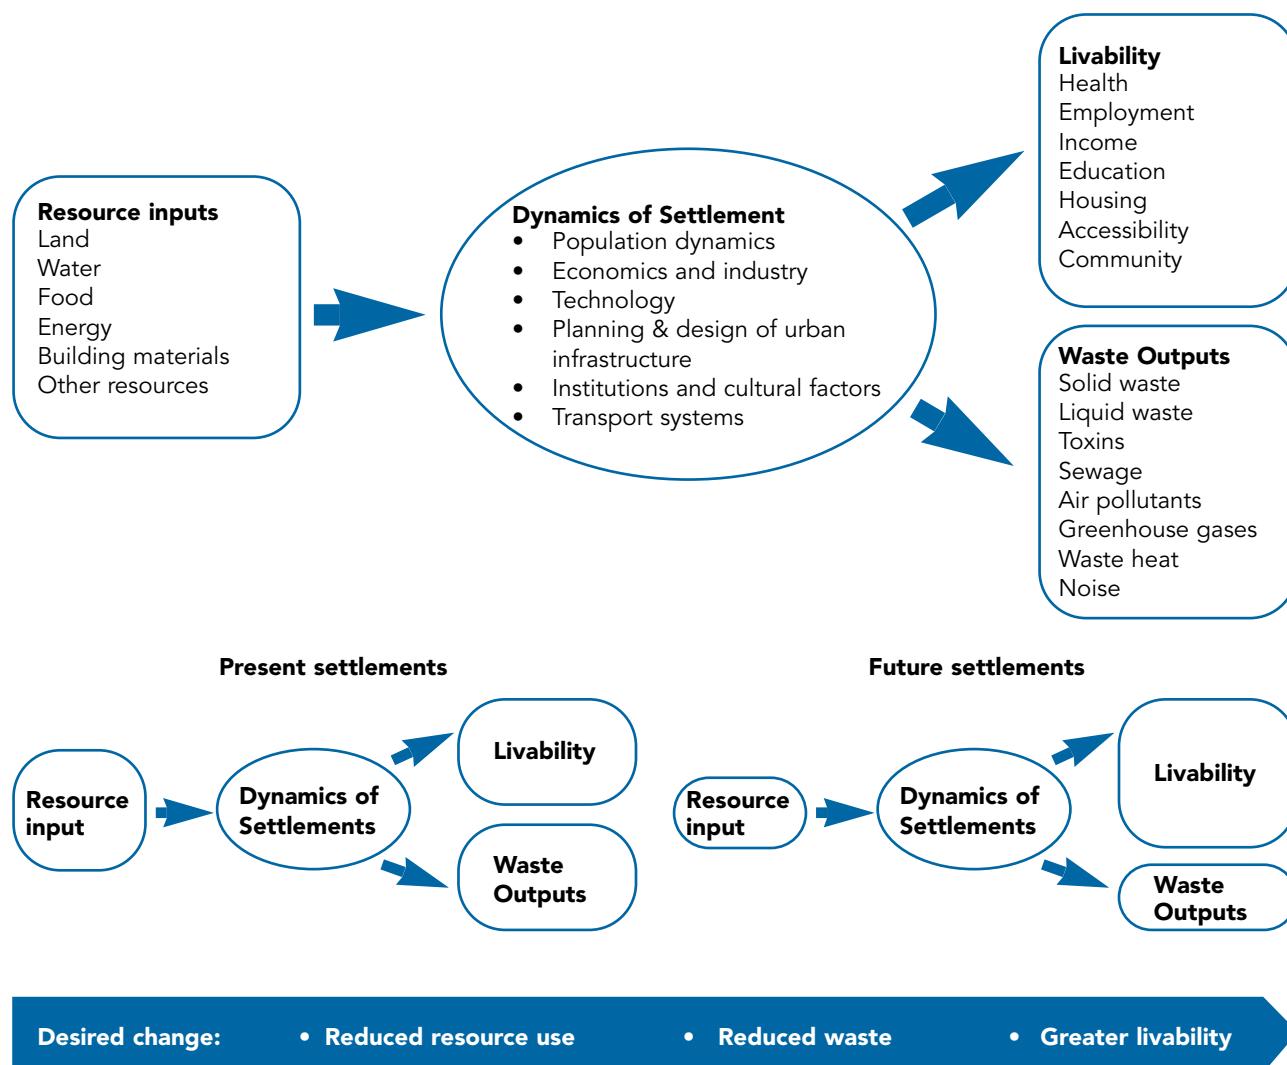 Resource inputs
Land
Water
Food
Energy
Building materials
Other resources
Dynamics of Settlement
• Population dynamics
• Economics and industry
• Technology
• Planning & design of urban
infrastructure
• Institutions and cultural factors
• Transport systems
Livability
Health
Employment
Income
Education
Housing
Accessibility
Community
Waste Outputs
Solid waste
Liquid waste
Toxins
Sewage
Air pollutants
Greenhouse gases
Waste heat
Noise
Present settlements
Resource
input
Dynamics of
Settlements
Livability
Waste
Outputs
Future settlements
Resource
input
Dynamics of
Settlements
Livability
Waste
Outputs
Desired change: • Reduced resource use • Reduced waste • Greater livability